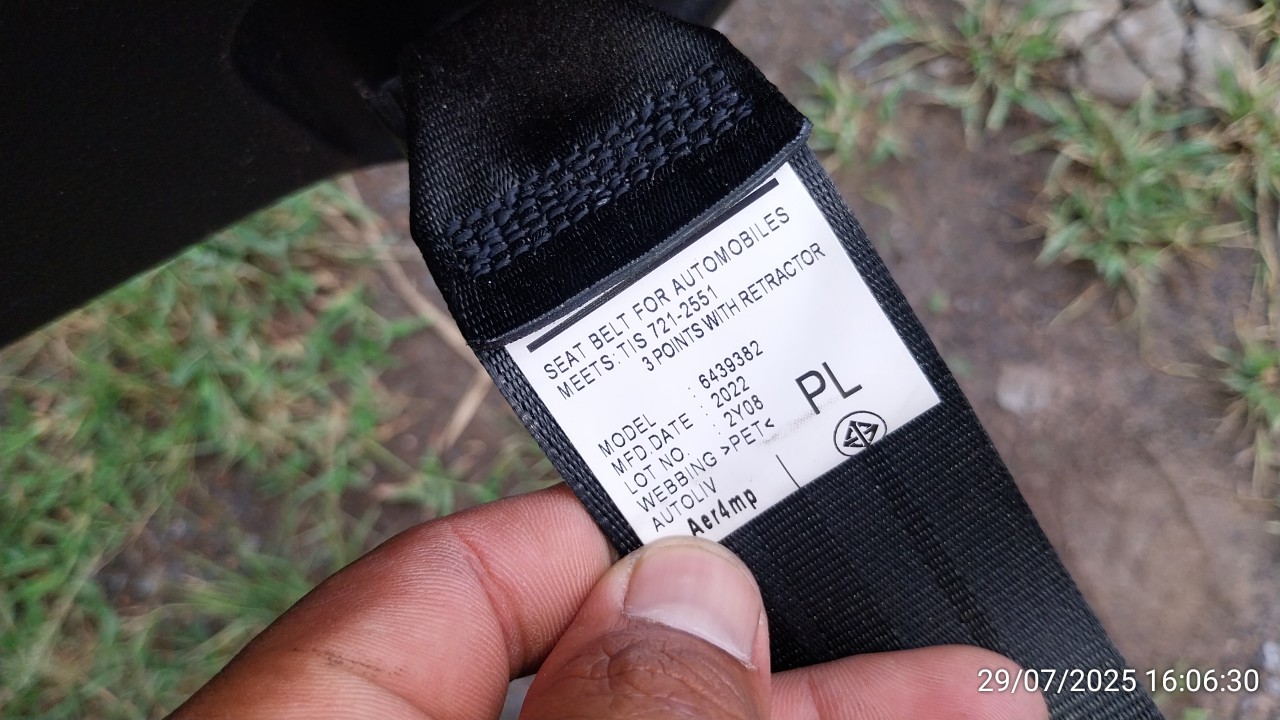 SEAT BELT FOR AUTOMOBILES
MEETS: TIS 721-2551
3 POINTS WITH RETRACTOR
MODEL : 6439382
MFD.DATE : 2022
LOT NO. : 2Y08
WEBBING >PET<
AUTOLIV
Aer4mp
PL
29/07/2025 16:06:30